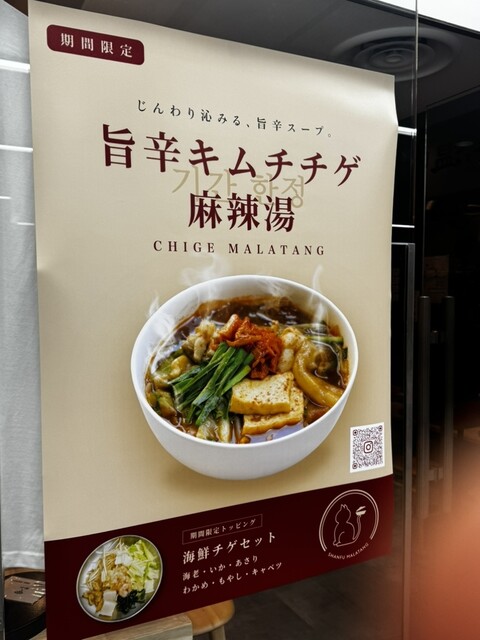 期間限定
じんわり沁みる、旨辛スープ。
旨辛キムチチゲ
기간 한정
麻辣湯
CHIGE MALATANG
期間限定トッピング
海鮮チゲセット
海老・いか・あさり
わかめ・もやし・キャベツ
SHANFU MALATANG